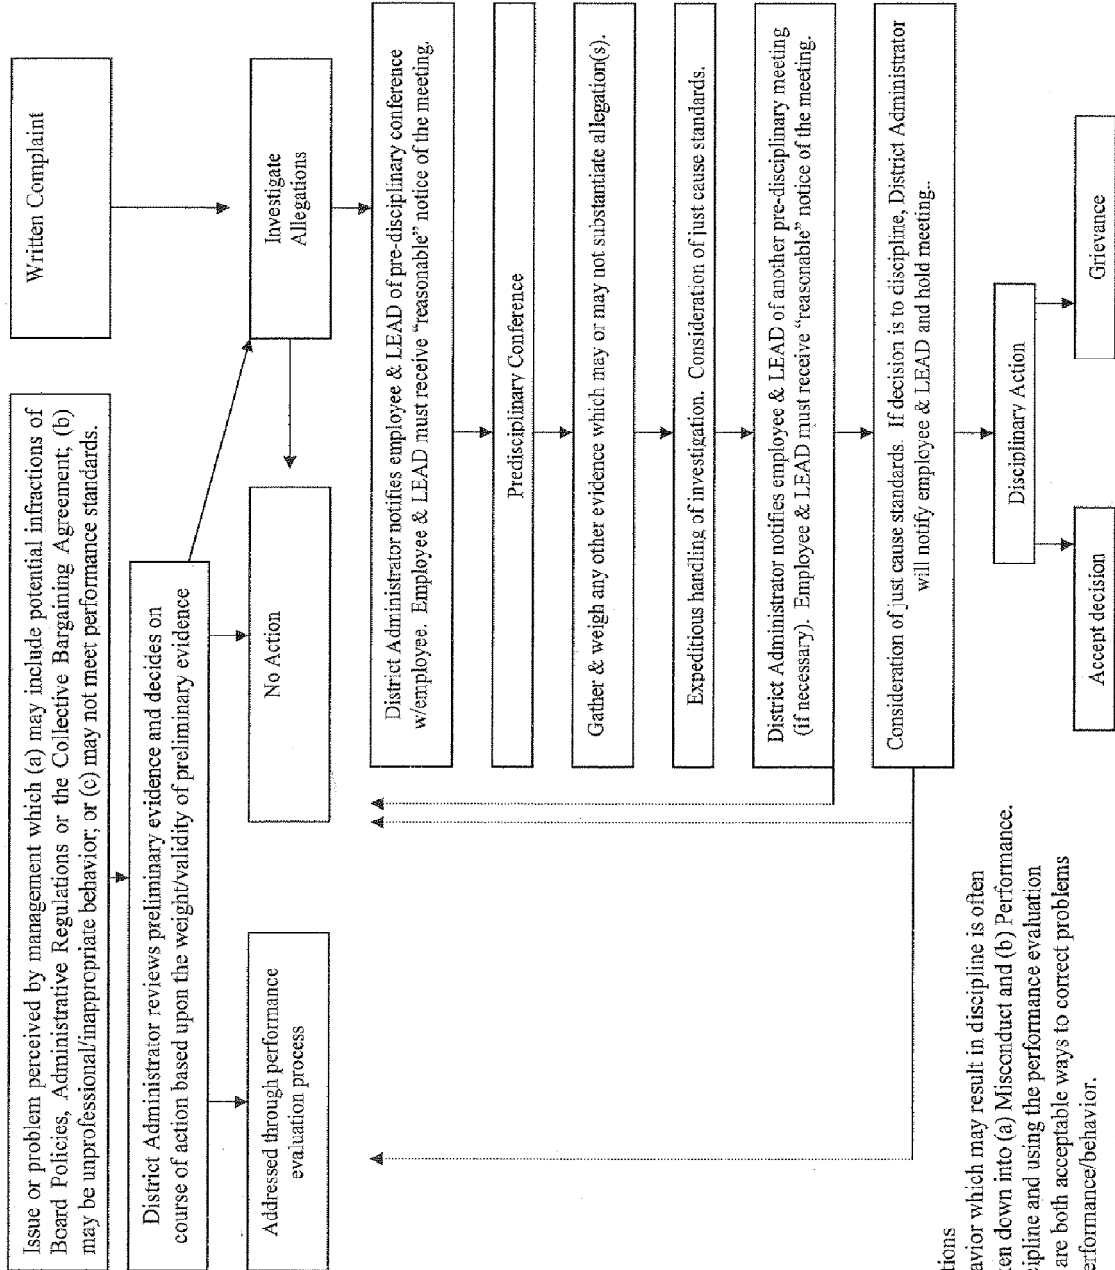 Issue or problem perceived by management which (a) may include potential infractions of
Board Policies, Administrative Regulations or the Collective Bargaining Agreement; (b)
may be unprofessional/inappropriate behavior; or (c) may not meet performance standards.
Written Complaint
District Administrator reviews preliminary evidence and decides on
course of action based upon the weight/validity of preliminary evidence
Addressed through performance
evaluation process
No Action
Investigate
Allegations
District Administrator notifies employee & LEAD of pre-disciplinary conference
w/employee. Employee & LEAD must receive “reasonable” notice of the meeting.
Predisciplinary Conference
Gather & weigh any other evidence which may or may not substantiate allegation(s).
Expeditious handling of investigation. Consideration of just cause standards.
District Administrator notifies employee & LEAD of another pre-disciplinary meeting
(if necessary). Employee & LEAD must receive “reasonable” notice of the meeting.
Consideration of just cause standards. If decision is to discipline, District Administrator
will notify employee & LEAD and hold meeting..
Disciplinary Action
Accept decision
Grievance
tions
avior which may result in discipline is often
en down into (a) Misconduct and (b) Performance.
cipline and using the performance evaluation
are both acceptable ways to correct problems
erformance/behavior.